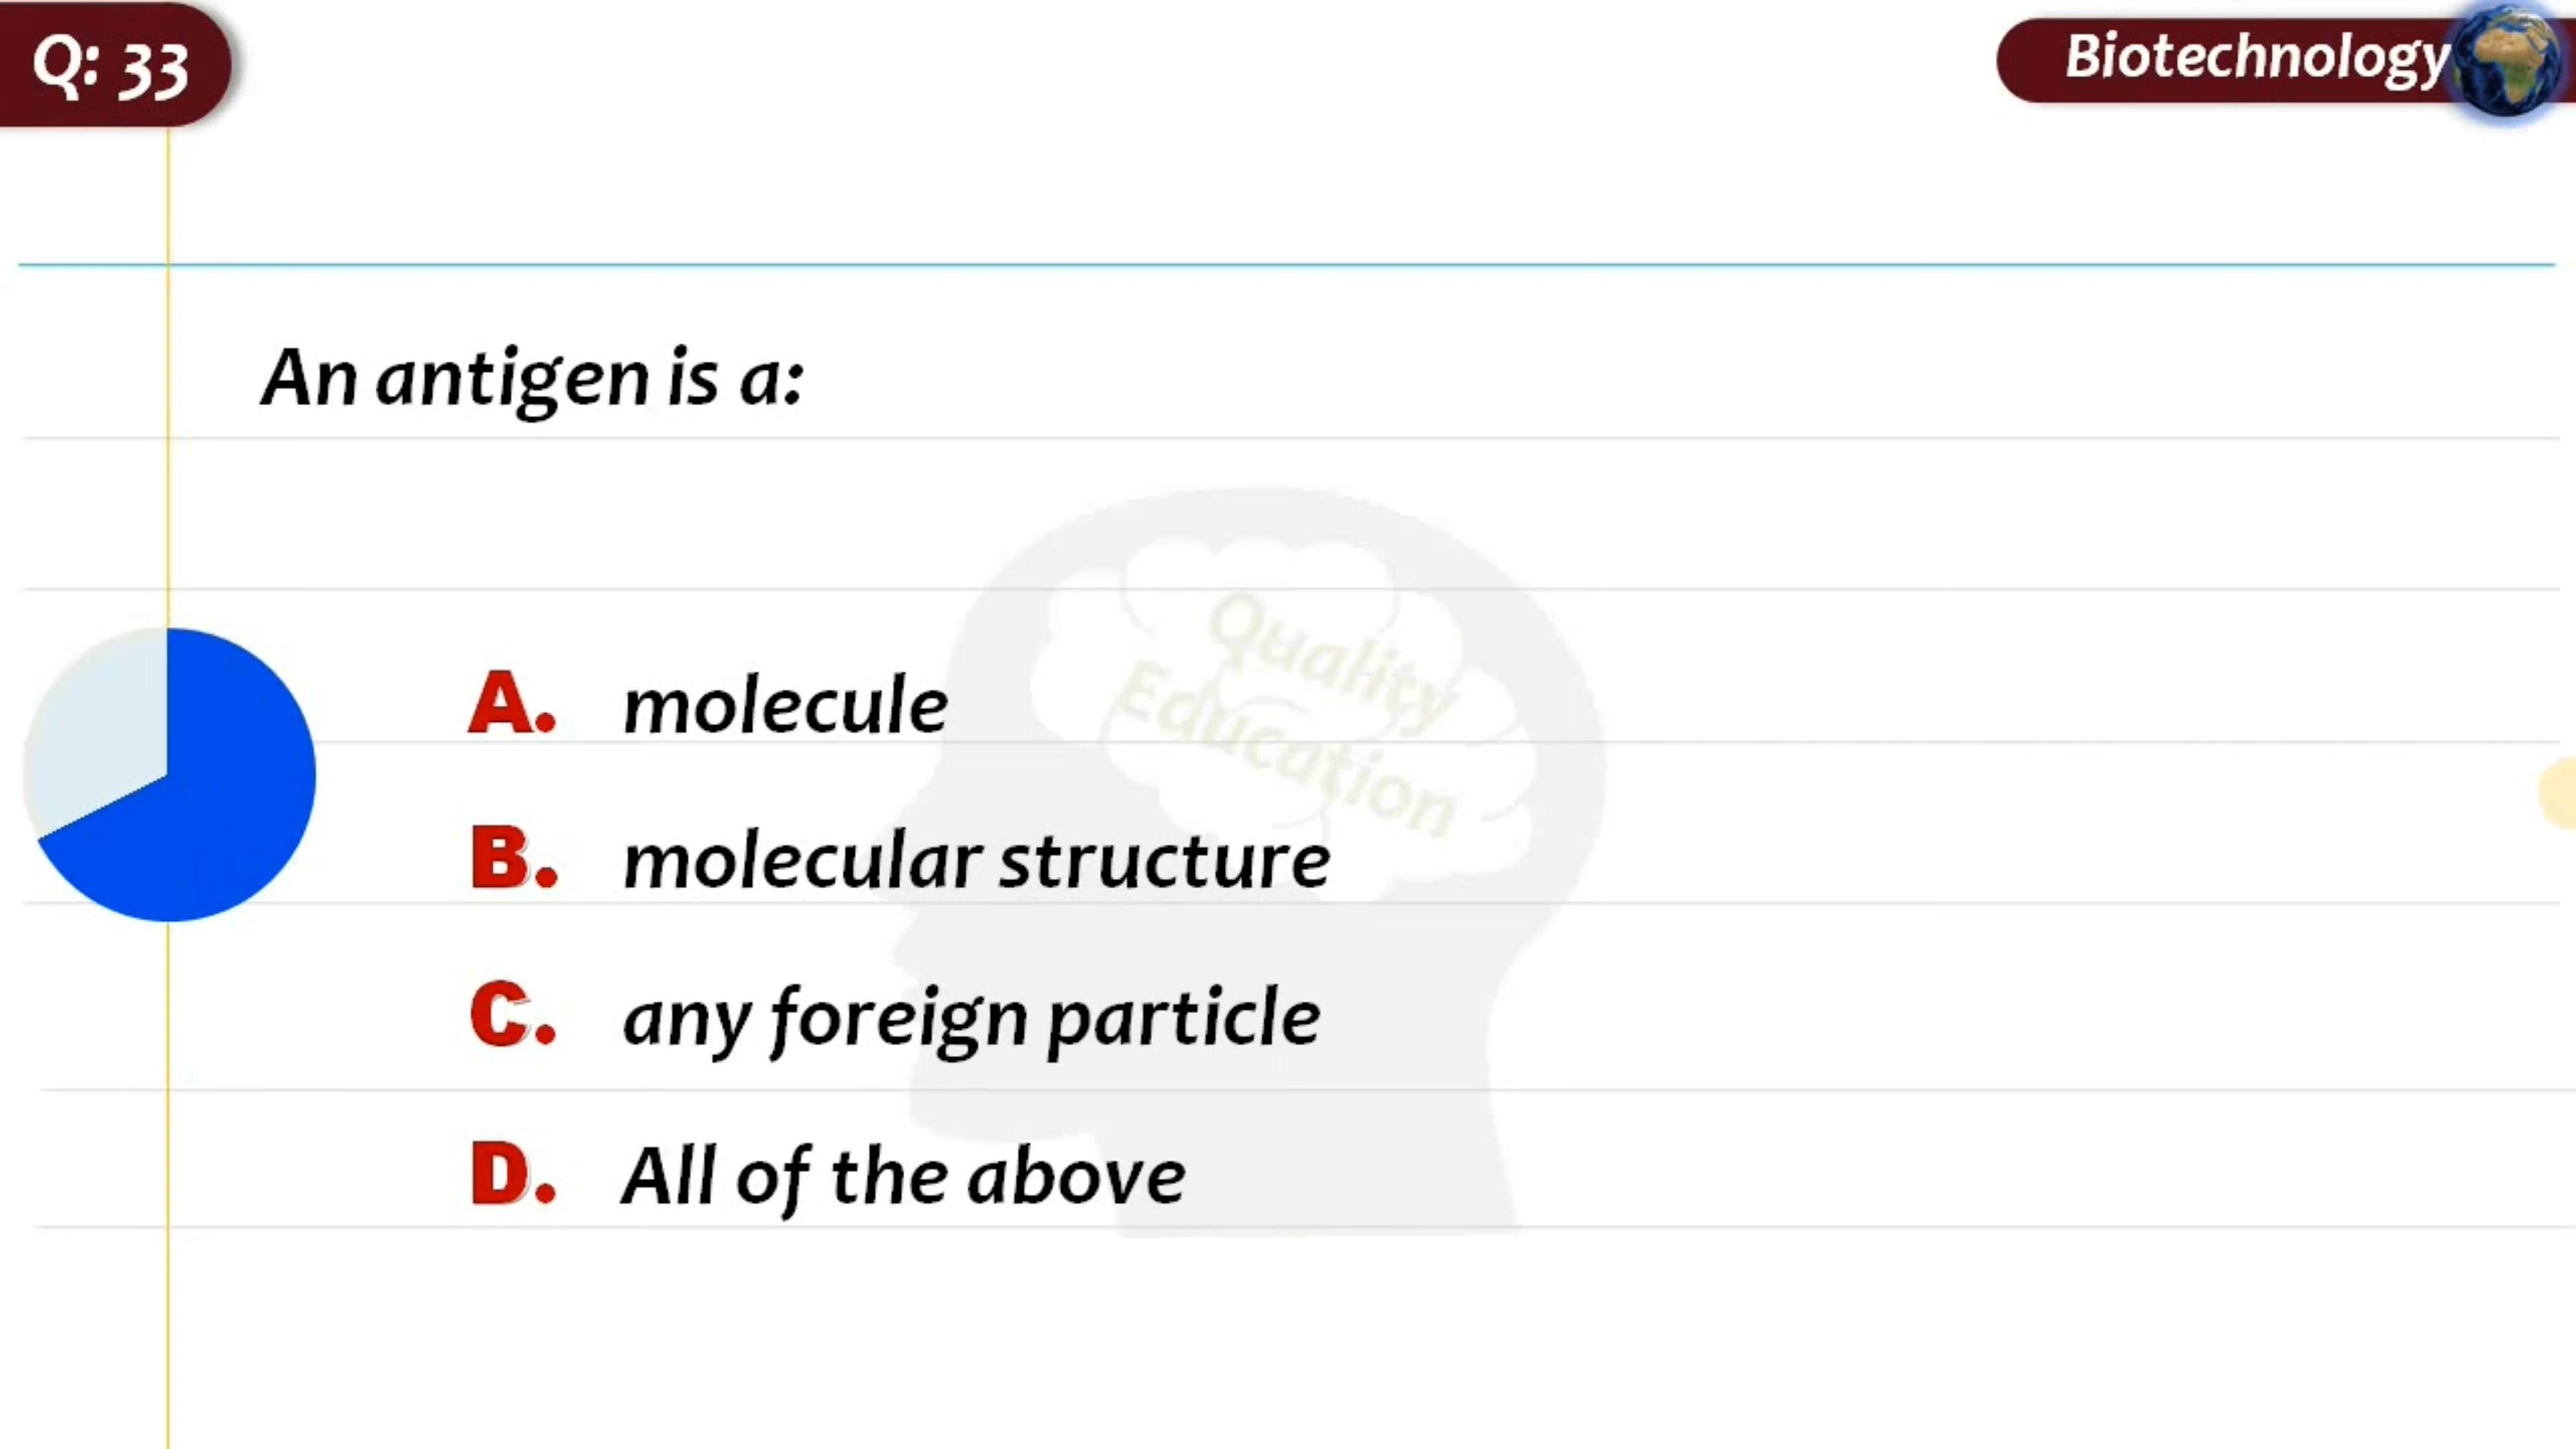 Q: 33
Biotechnology
An antigen is a:
Quality
Education
A. molecule
B. molecular structure
C. any foreign particle
D. All of the above